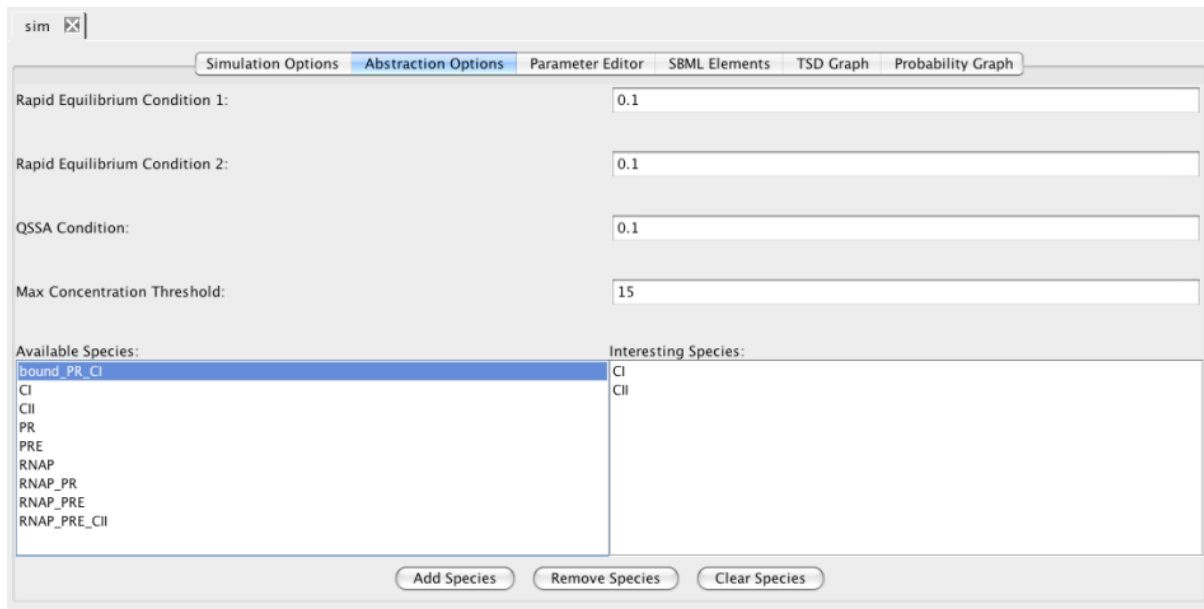 sim
Simulation Options Abstraction Options Parameter Editor SBML Elements TSD Graph Probability Graph
Rapid Equilibrium Condition 1: 0.1
Rapid Equilibrium Condition 2: 0.1
QSSA Condition: 0.1
Max Concentration Threshold: 15
Available Species:
bound_PR_CI
CI
CII
PR
PRE
RNAP
RNAP_PR
RNAP_PRE
RNAP_PRE_CII
Interesting Species:
CI
CII
Add Species Remove Species Clear Species